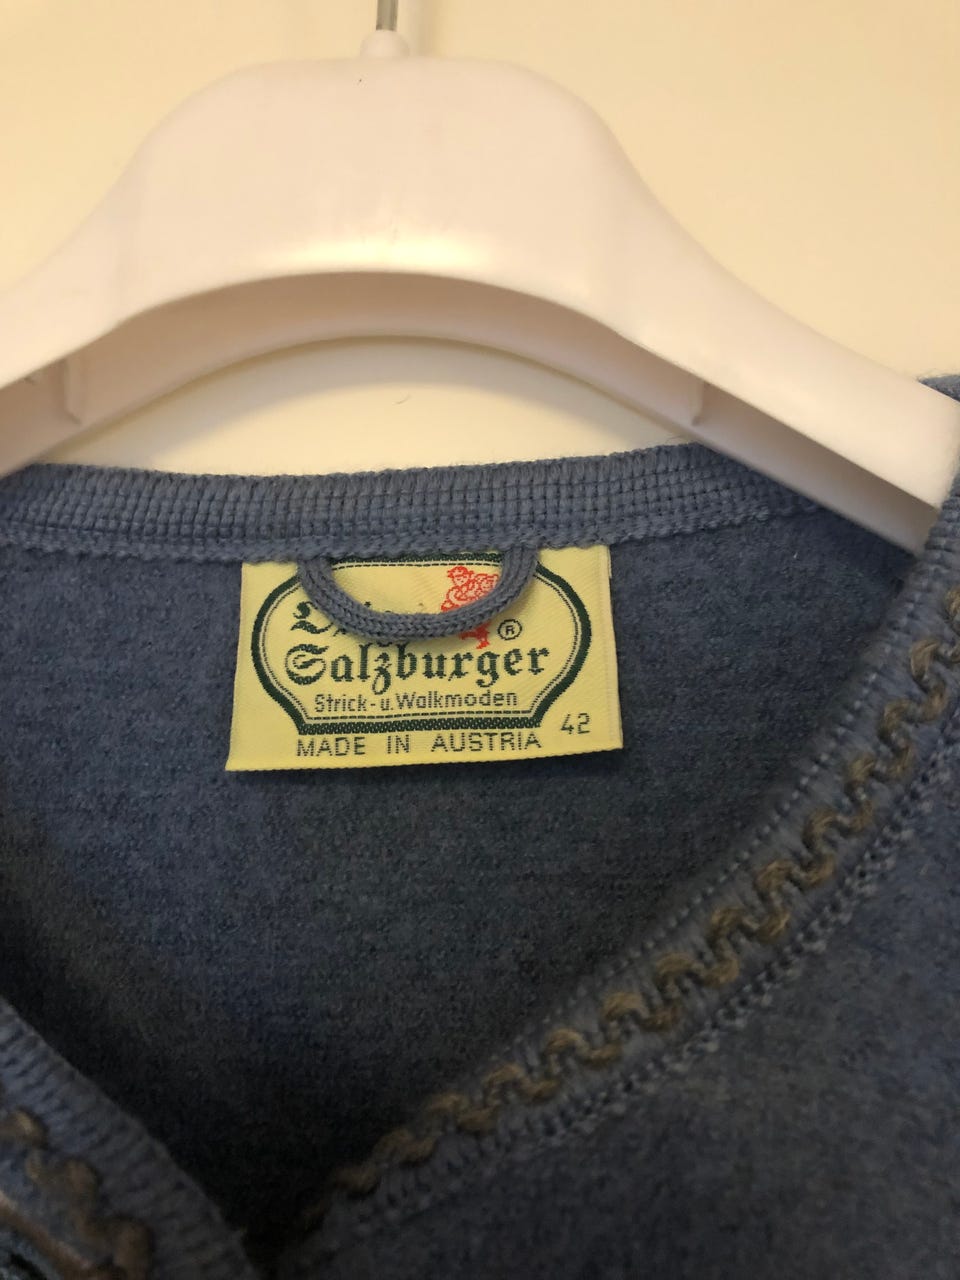 ®
Salzburger
Strick-u.Walkmoden
MADE IN AUSTRIA 42